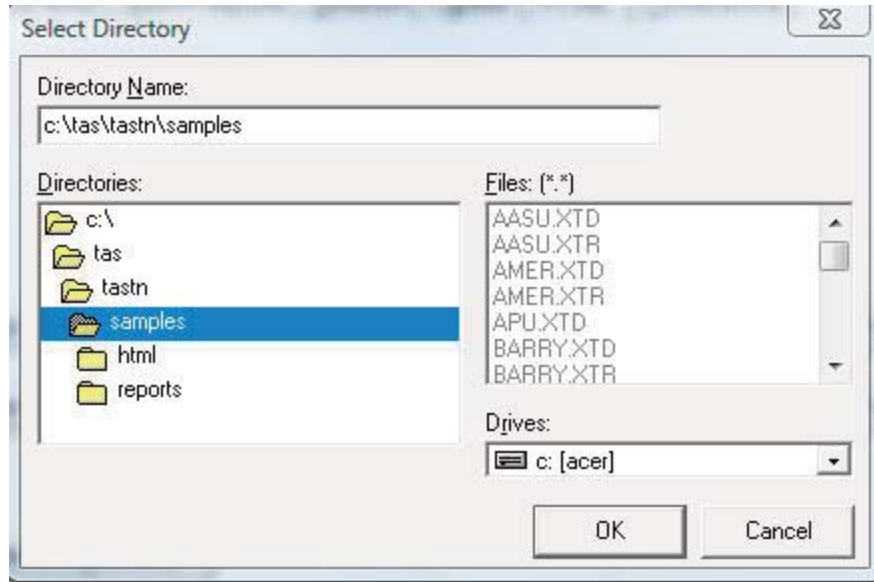 Select Directory
Directory Name:
c:\tas\tastn\samples
Directories:
c:\
tas
tastn
samples
html
reports
Files: (*.*)
AASU.XTD
AASU.XTR
AMER.XTD
AMER.XTR
APU.XTD
BARRY.XTD
BARRY.XTR
Drives:
c: [acer]
OK
Cancel